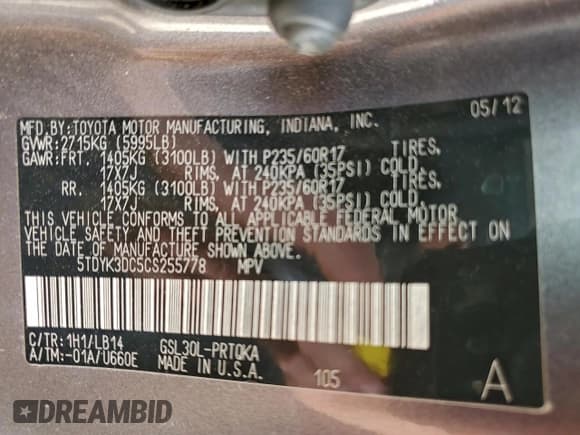 05/12
MFD.BY:TOYOTA MOTOR MANUFACTURING, INDIANA, INC.
GVWR:2715KG (5995LB)
GAWR:FRT. 1405KG (3100LB) WITH P235/60R17 TIRES,
17X7J RIMS, AT 240KPA (35PSI) COLD.
RR. 1405KG (3100LB) WITH P235/60R17 TIRES,
17X7J RIMS, AT 240KPA (35PSI) COLD.
THIS VEHICLE CONFORMS TO ALL APPLICABLE FEDERAL MOTOR
VEHICLE SAFETY AND THEFT PREVENTION STANDARDS IN EFFECT ON
THE DATE OF MANUFACTURE SHOWN ABOVE.
5TDYK3DC5CS255778 MPV
C/TR:1H1/LB14 GSL30L-PRTQKA
A/TM:-01A/U660E MADE IN U.S.A.
105 A
DREAMBID